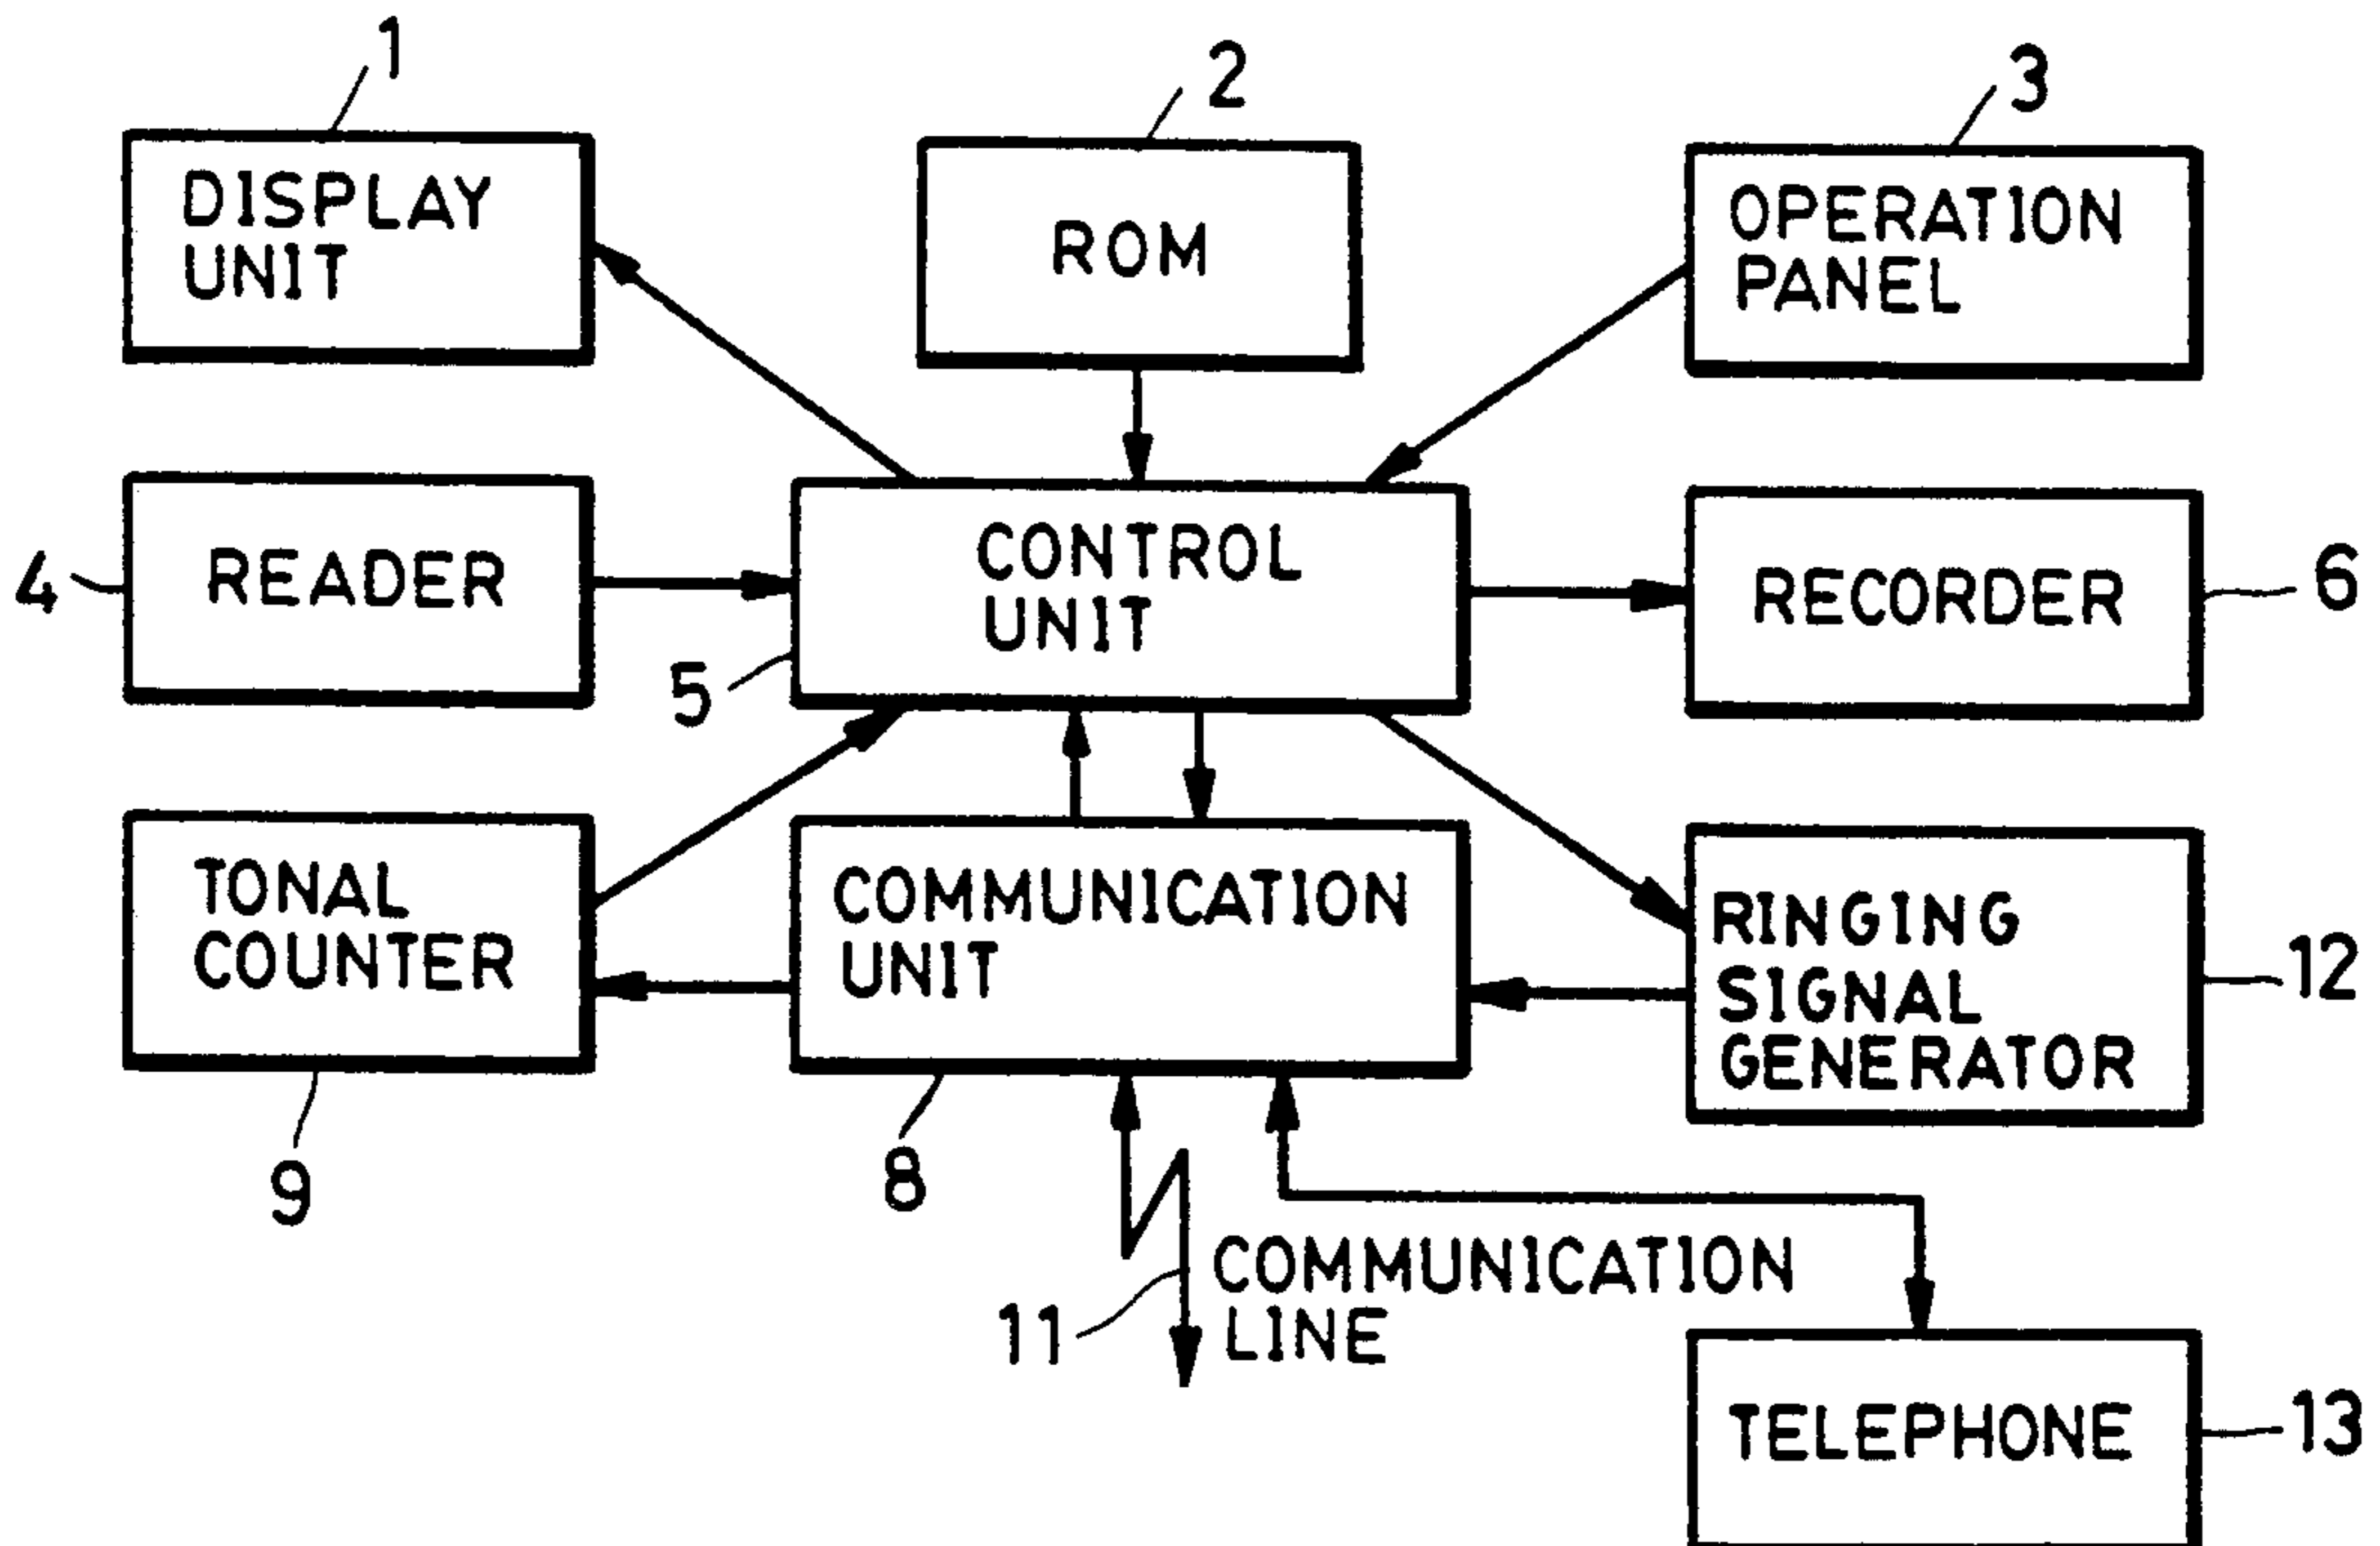 1
2
3
DISPLAY
UNIT
ROM
OPERATION
PANEL
4
READER
CONTROL
UNIT
5
RECORDER
6
TONAL
COUNTER
9
COMMUNICATION
UNIT
8
RINGING
SIGNAL
GENERATOR
12
COMMUNICATION
LINE
11
TELEPHONE
13